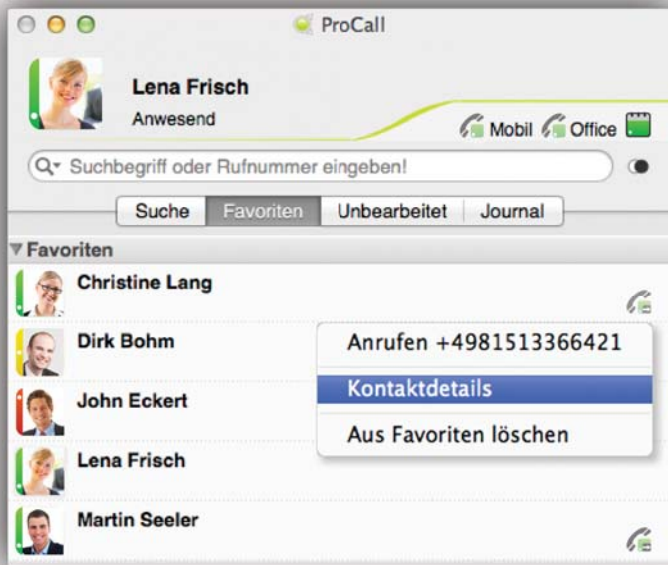 ProCall
Lena Frisch
Anwesend
Mobil Office
Suchbegriff oder Rufnummer eingeben!
Suche Favoriten Unbearbeitet Journal
Favoriten
Christine Lang
Dirk Bohm
Anrufen +4981513366421
Kontaktdetails
John Eckert
Aus Favoriten löschen
Lena Frisch
Martin Seeler